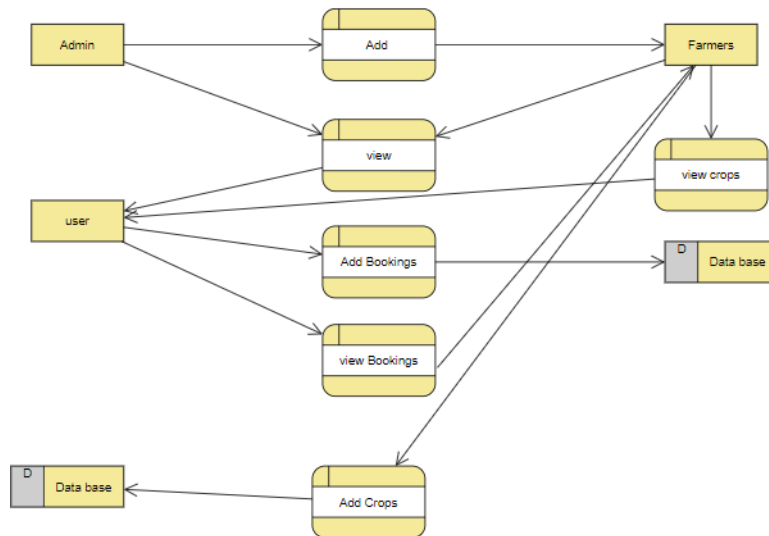 Admin
Add
Farmers
view
view crops
user
Add Bookings
D
Data base
view Bookings
D
Data base
Add Crops